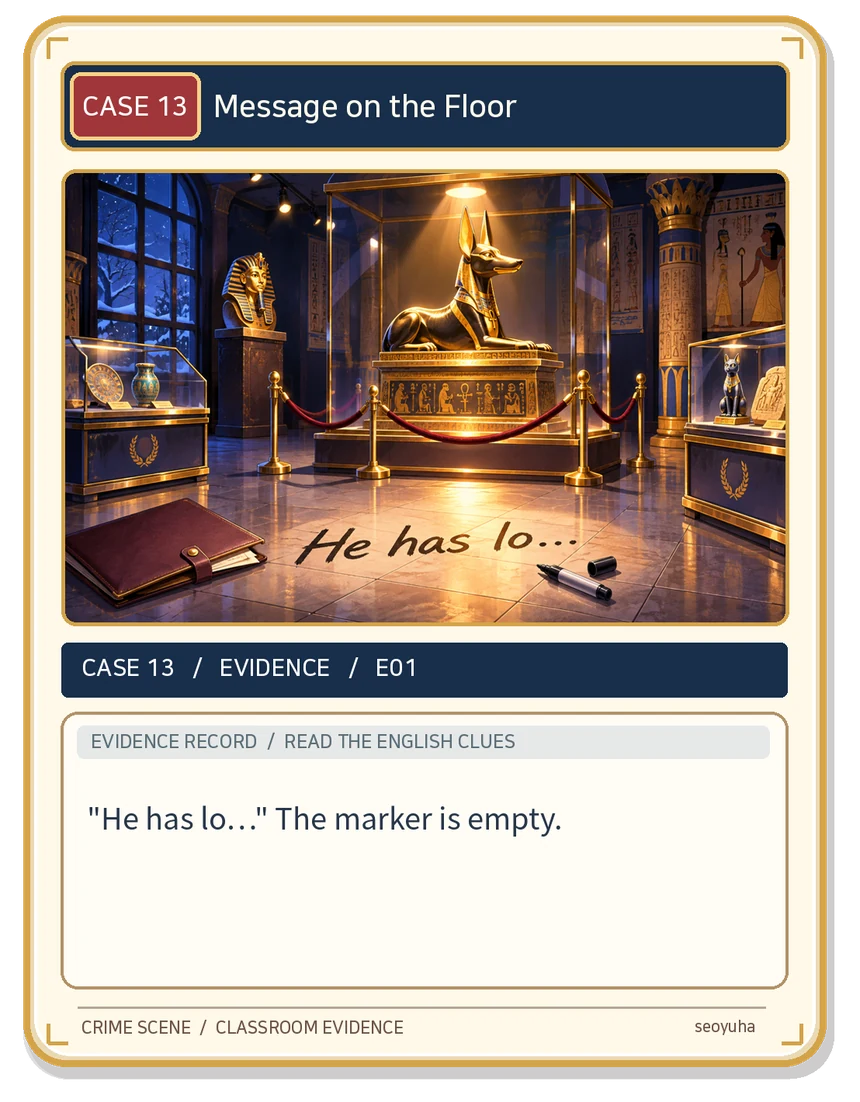 CASE 13 Message on the Floor
He has lo...
CASE 13 / EVIDENCE / E01
EVIDENCE RECORD / READ THE ENGLISH CLUES
"He has lo…" The marker is empty.
CRIME SCENE / CLASSROOM EVIDENCE
seoyuha